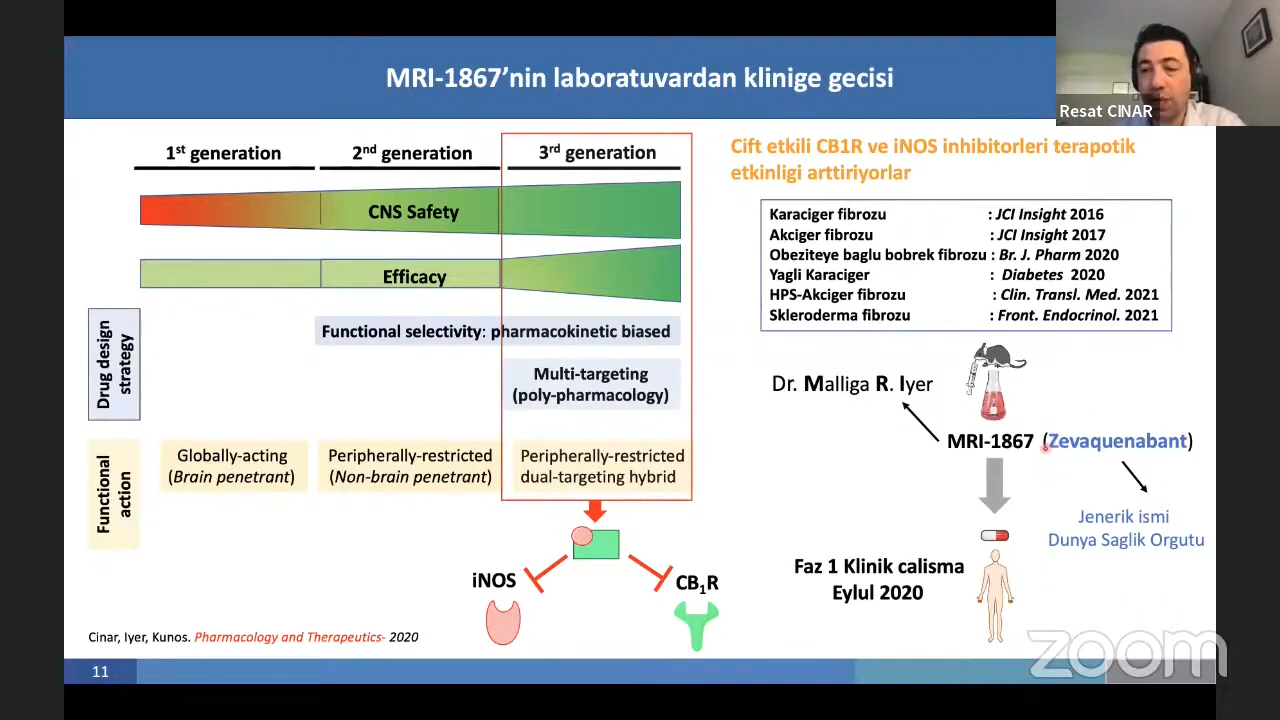 MRI-1867’nin laboratuvardan klinige gecisi
Resat CINAR
1st generation
2nd generation
3rd generation
CNS Safety
Efficacy
Drug design
strategy
Functional selectivity: pharmacokinetic biased
Multi-targeting
(poly-pharmacology)
Functional
action
Globally-acting
(Brain penetrant)
Peripherally-restricted
(Non-brain penetrant)
Peripherally-restricted
dual-targeting hybrid
iNOS
CB1R
Cinar, Iyer, Kunos. Pharmacology and Therapeutics- 2020
Cift etkili CB1R ve iNOS inhibitorleri terapotik
etkinligi arttiriyorlar
Karaciger fibrozu : JCI Insight 2016
Akciger fibrozu : JCI Insight 2017
Obeziteye baglu bobrek fibrozu : Br. J. Pharm 2020
Yagli Karaciger : Diabetes 2020
HPS-Akciger fibrozu : Clin. Transl. Med. 2021
Skleroderma fibrozu : Front. Endocrinol. 2021
Dr. Malliga R. Iyer
MRI-1867 (Zevaquenabant)
Jenerik ismi
Dunya Saglik Orgutu
Faz 1 Klinik calisma
Eylul 2020
zoom
11